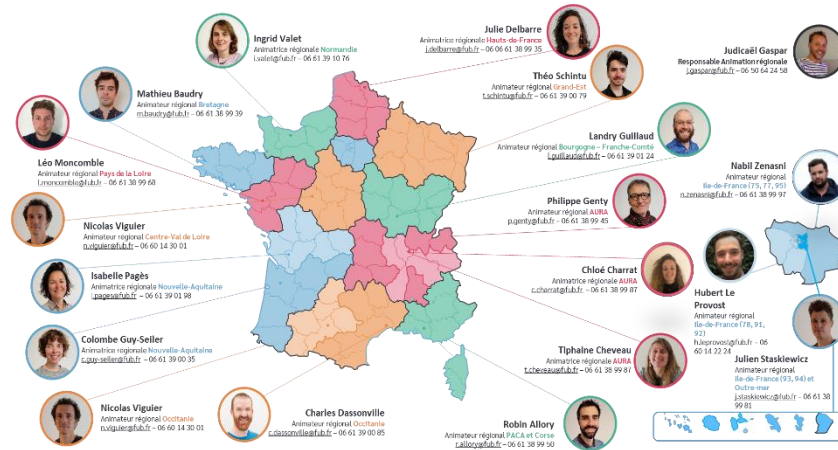 Ingrid Valet
Animatrice régionale Normandie
i.valet@fub.fr – 06 61 39 10 76
Julie Delbarre
Animatrice régionale Hauts-de-France
j.delbarre@fub.fr – 06 06 61 38 99 35
Judicaël Gaspar
Responsable Animation régionale
j.gaspar@fub.fr – 06 50 64 24 58
Mathieu Baudry
Animateur régional Bretagne
m.baudry@fub.fr – 06 61 38 99 39
Théo Schintu
Animateur régional Grand-Est
t.schintu@fub.fr – 06 61 39 00 79
Léo Moncomble
Animateur régional Pays de la Loire
l.moncomble@fub.fr – 06 61 38 99 68
Landry Guillaud
Animateur régional Bourgogne – Franche-Comté
l.guillaud@fub.fr – 06 61 39 01 24
Nabil Zenasni
Animateur régional
Ile-de-France (75, 77, 95)
n.zenasni@fub.fr – 06 61 38 99 97
Nicolas Viguier
Animateur régional Centre-Val de Loire
n.viguier@fub.fr – 06 60 14 30 01
Philippe Genty
Animateur régional AURA
p.genty@fub.fr – 06 61 38 99 45
Isabelle Pagès
Animatrice régionale Nouvelle-Aquitaine
i.pages@fub.fr – 06 61 39 01 98
Chloé Charrat
Animatrice régionale AURA
c.charrat@fub.fr – 06 61 38 99 87
Hubert Le
Provost
Animateur régional
Ile-de-France (78, 91,
92)
h.leprovost@fub.fr – 06
60 14 22 24
Colombe Guy-Seiler
Animatrice régionale Nouvelle-Aquitaine
c.guy-seiler@fub.fr – 06 61 39 00 35
Tiphaine Cheveau
Animatrice régionale AURA
t.cheveau@fub.fr – 06 61 38 99 87
Julien Staskiewicz
Animateur régional
Ile-de-France (93, 94) et
Outre-mer
j.staskiewicz@fub.fr – 06 61 38
99 81
Nicolas Viguier
Animateur régional Occitanie
n.viguier@fub.fr – 06 60 14 30 01
Charles Dassonville
Animateur régional Occitanie
c.dassonville@fub.fr – 06 61 39 00 85
Robin Allory
Animateur régional PACA et Corse
r.allory@fub.fr – 06 61 38 99 50